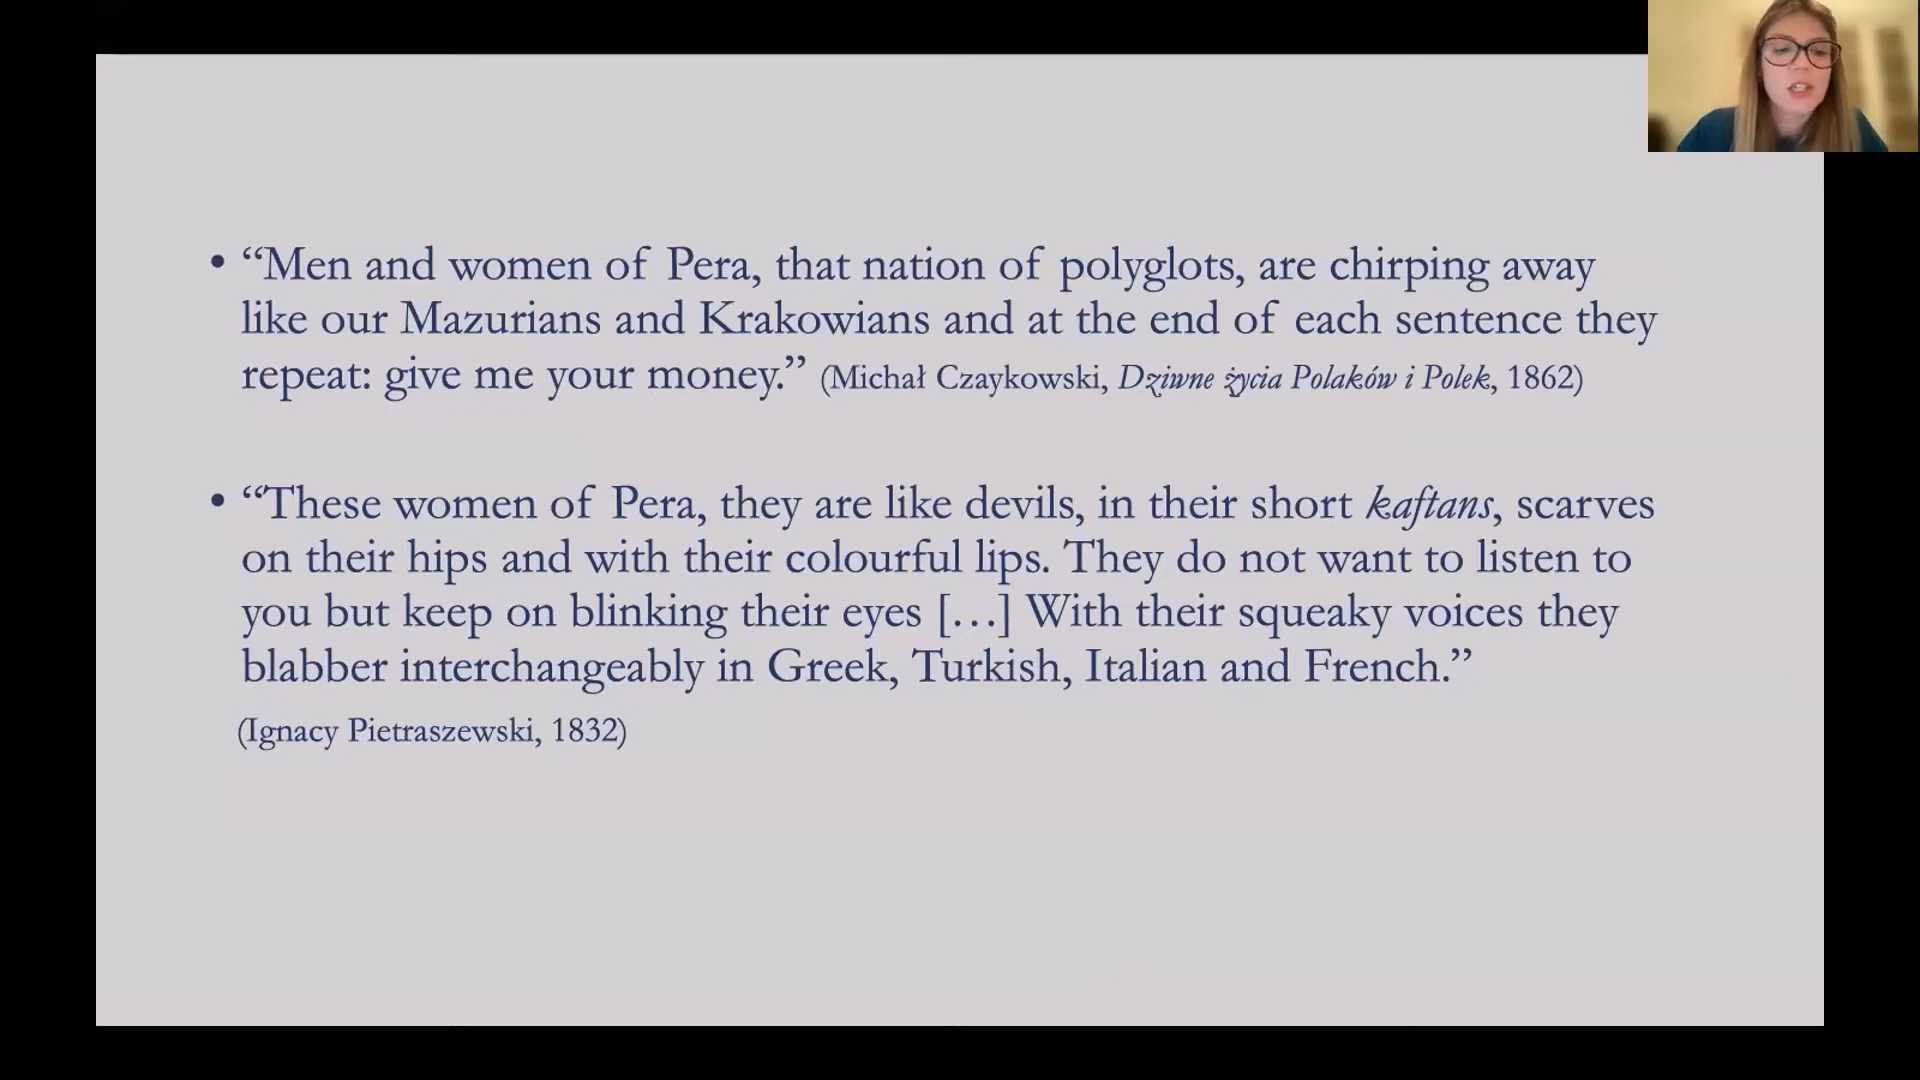 • “Men and women of Pera, that nation of polyglots, are chirping away
like our Mazurians and Krakowians and at the end of each sentence they
repeat: give me your money.” (Michał Czaykowski, Dziwne życia Polaków i Polek, 1862)
• “These women of Pera, they are like devils, in their short kaftans, scarves
on their hips and with their colourful lips. They do not want to listen to
you but keep on blinking their eyes […] With their squeaky voices they
blabber interchangeably in Greek, Turkish, Italian and French.”
(Ignacy Pietraszewski, 1832)